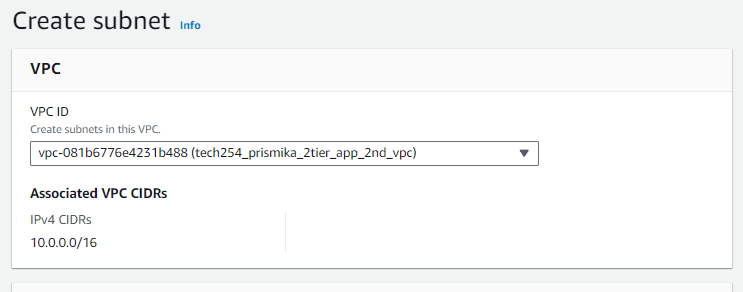 Create subnet Info
VPC
VPC ID
Create subnets in this VPC.
vpc-081b6776e4231b488 (tech254_prismika_2tier_app_2nd_vpc)
Associated VPC CIDRs
IPv4 CIDRs
10.0.0.0/16